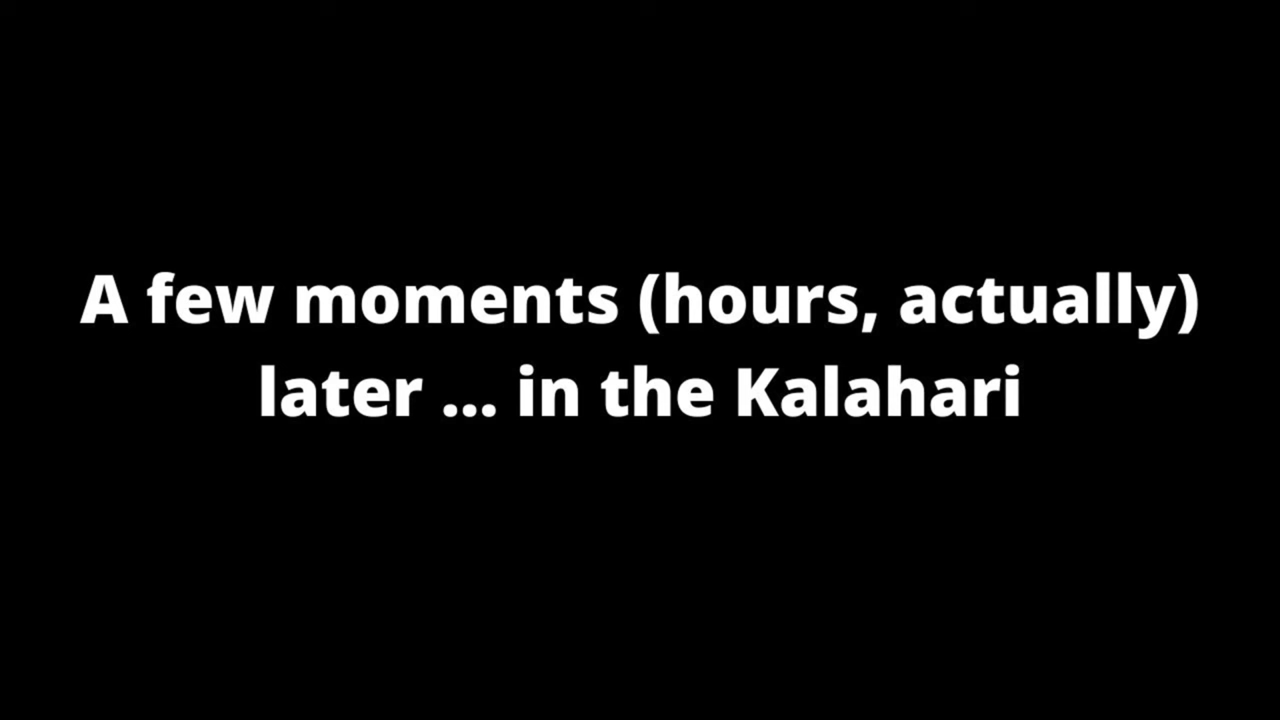 A few moments (hours, actually)
later ... in the Kalahari